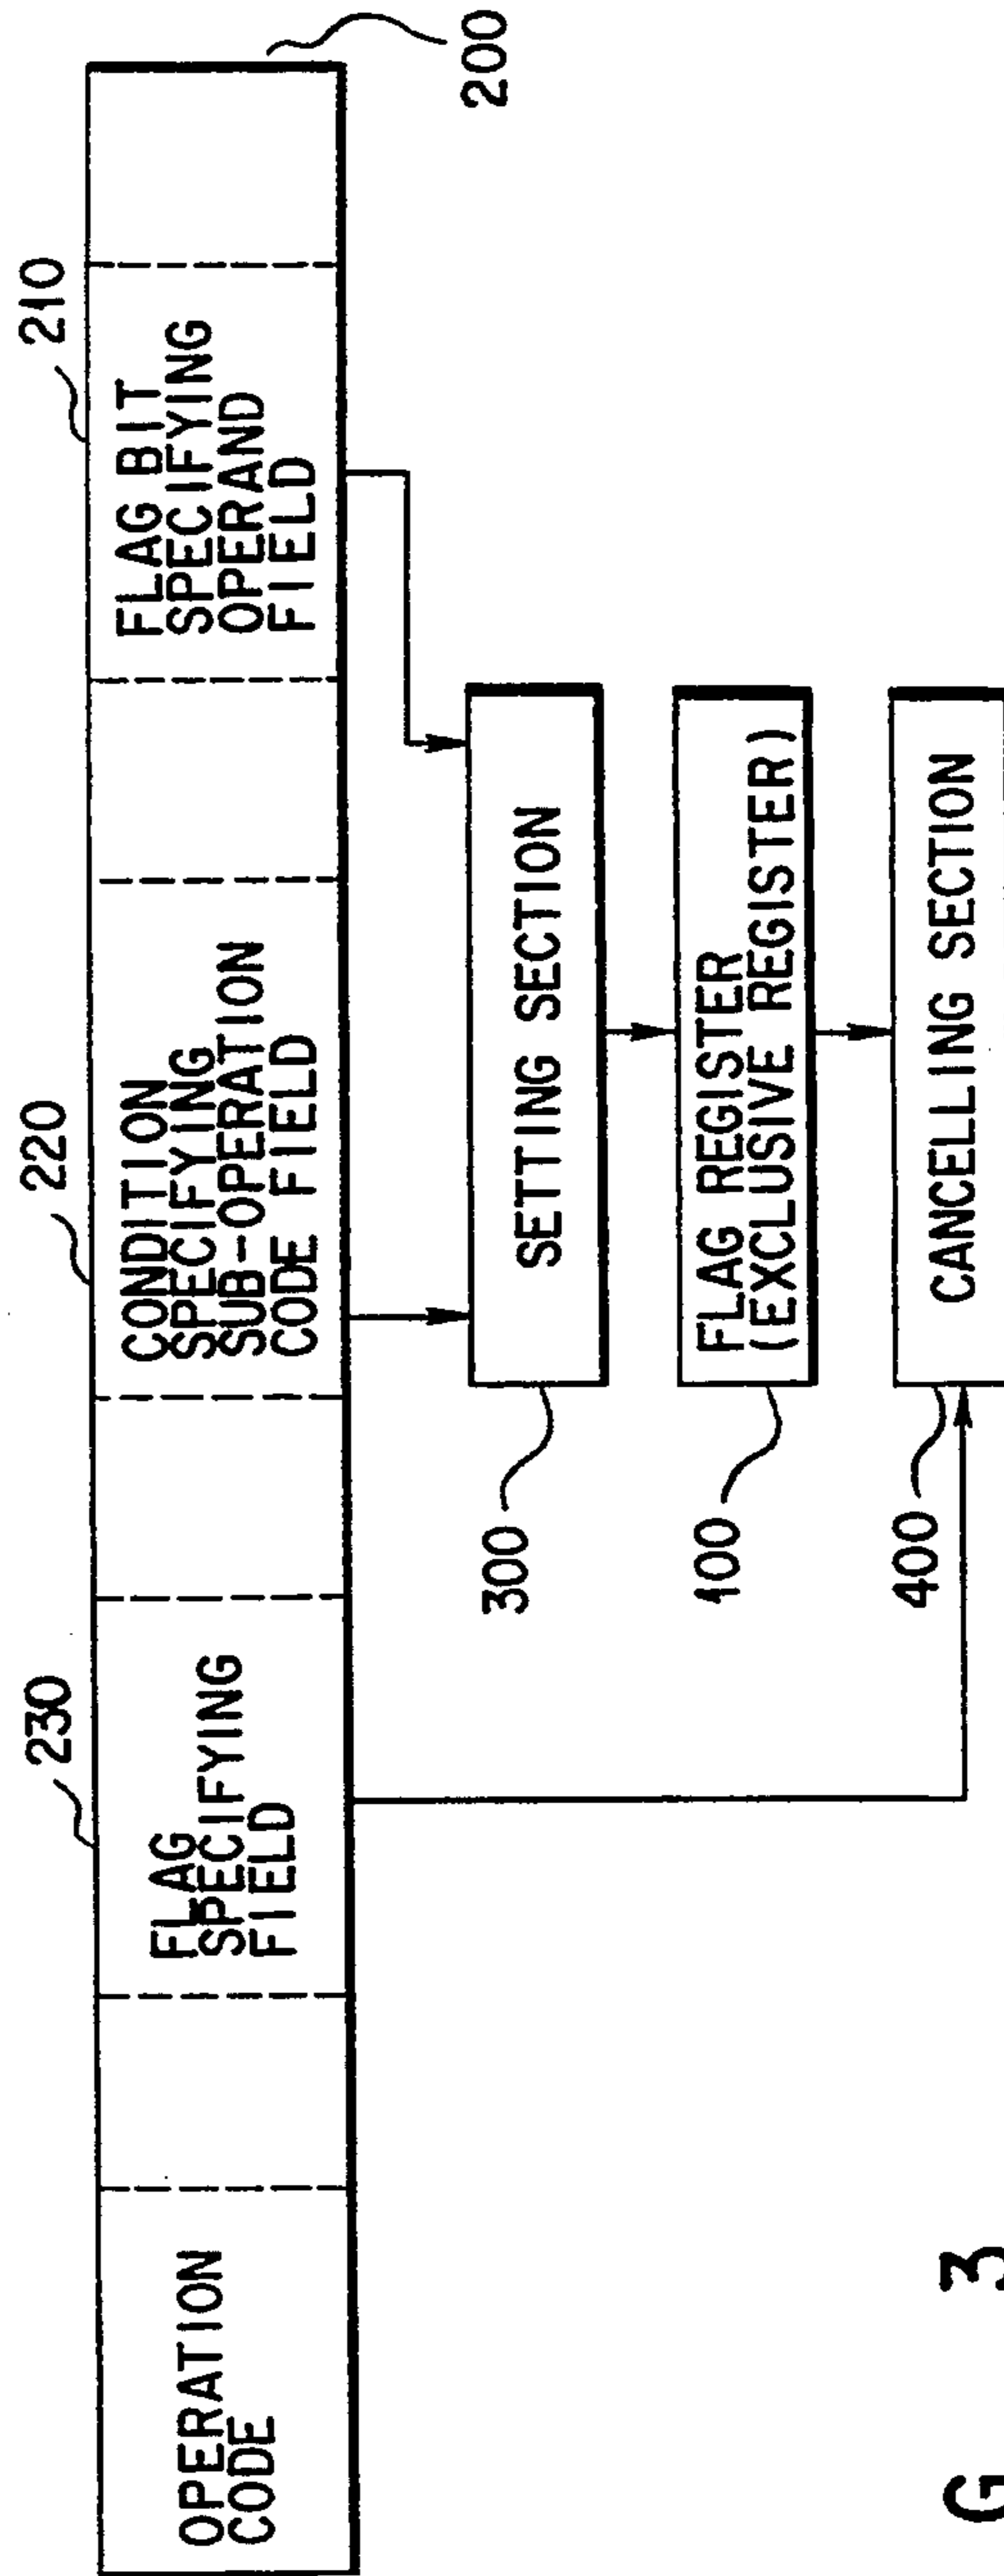 230
220
210
OPERATION
CODE
FLAG
SPECIFYING
FIELD
CONDITION
SPECIFYING
SUB-OPERATION
CODE FIELD
FLAG BIT
SPECIFYING
OPERAND
FIELD
200
300
SETTING SECTION
100
FLAG REGISTER
(EXCLUSIVE REGISTER)
400
CANCELLING SECTION
G 3